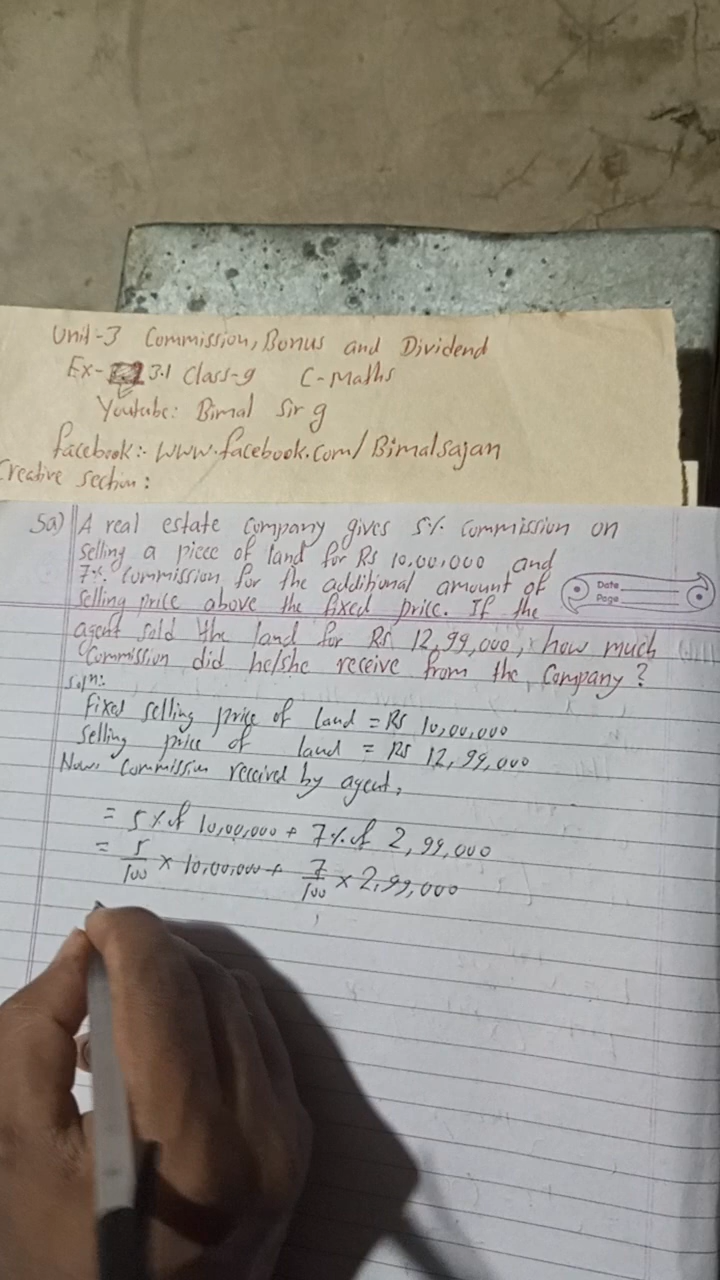 Unit-3 Commission, Bonus and Dividend
Ex- 3.1 Class-9 C-Maths
Youtube: Bimal Sir g
facebook:- www.facebook.com/Bimalsajan
Creative section:
5a) A real estate company gives 5% commission on
selling a piece of land for Rs 10,00,000 and
7% commission for the additional amount of
selling price above the fixed price. If the
agent sold the land for Rs 12,99,000, how much
commission did he/she receive from the Company?
Date
Page
Solⁿ:
Fixed selling price of land = Rs 10,00,000
Selling price of land = Rs 12,99,000
Now, Commission received by agent,
= 5% of 10,00,000 + 7% of 2,99,000
= 5/100 × 10,00,000 + 7/100 × 2,99,000